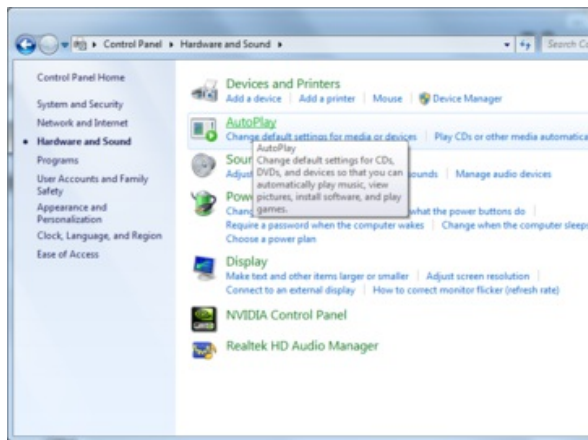 Control Panel ▸ Hardware and Sound ▸
Search Co
Control Panel Home
System and Security
Network and Internet
Hardware and Sound
Programs
User Accounts and Family
Safety
Appearance and
Personalization
Clock, Language, and Region
Ease of Access
Devices and Printers
Add a device | Add a printer | Mouse | Device Manager
AutoPlay
Change default settings for media or devices | Play CDs or other media automatica
AutoPlay
Change default settings for CDs,
DVDs, and devices so that you can
automatically play music, view
pictures, install software, and play
games.
Soun
Adjus
ounds | Manage audio devices
Pow
Chang
what the power buttons do
Require a password when the computer wakes | Change when the computer sleeps
Choose a power plan
Display
Make text and other items larger or smaller | Adjust screen resolution
Connect to an external display | How to correct monitor flicker (refresh rate)
NVIDIA Control Panel
Realtek HD Audio Manager